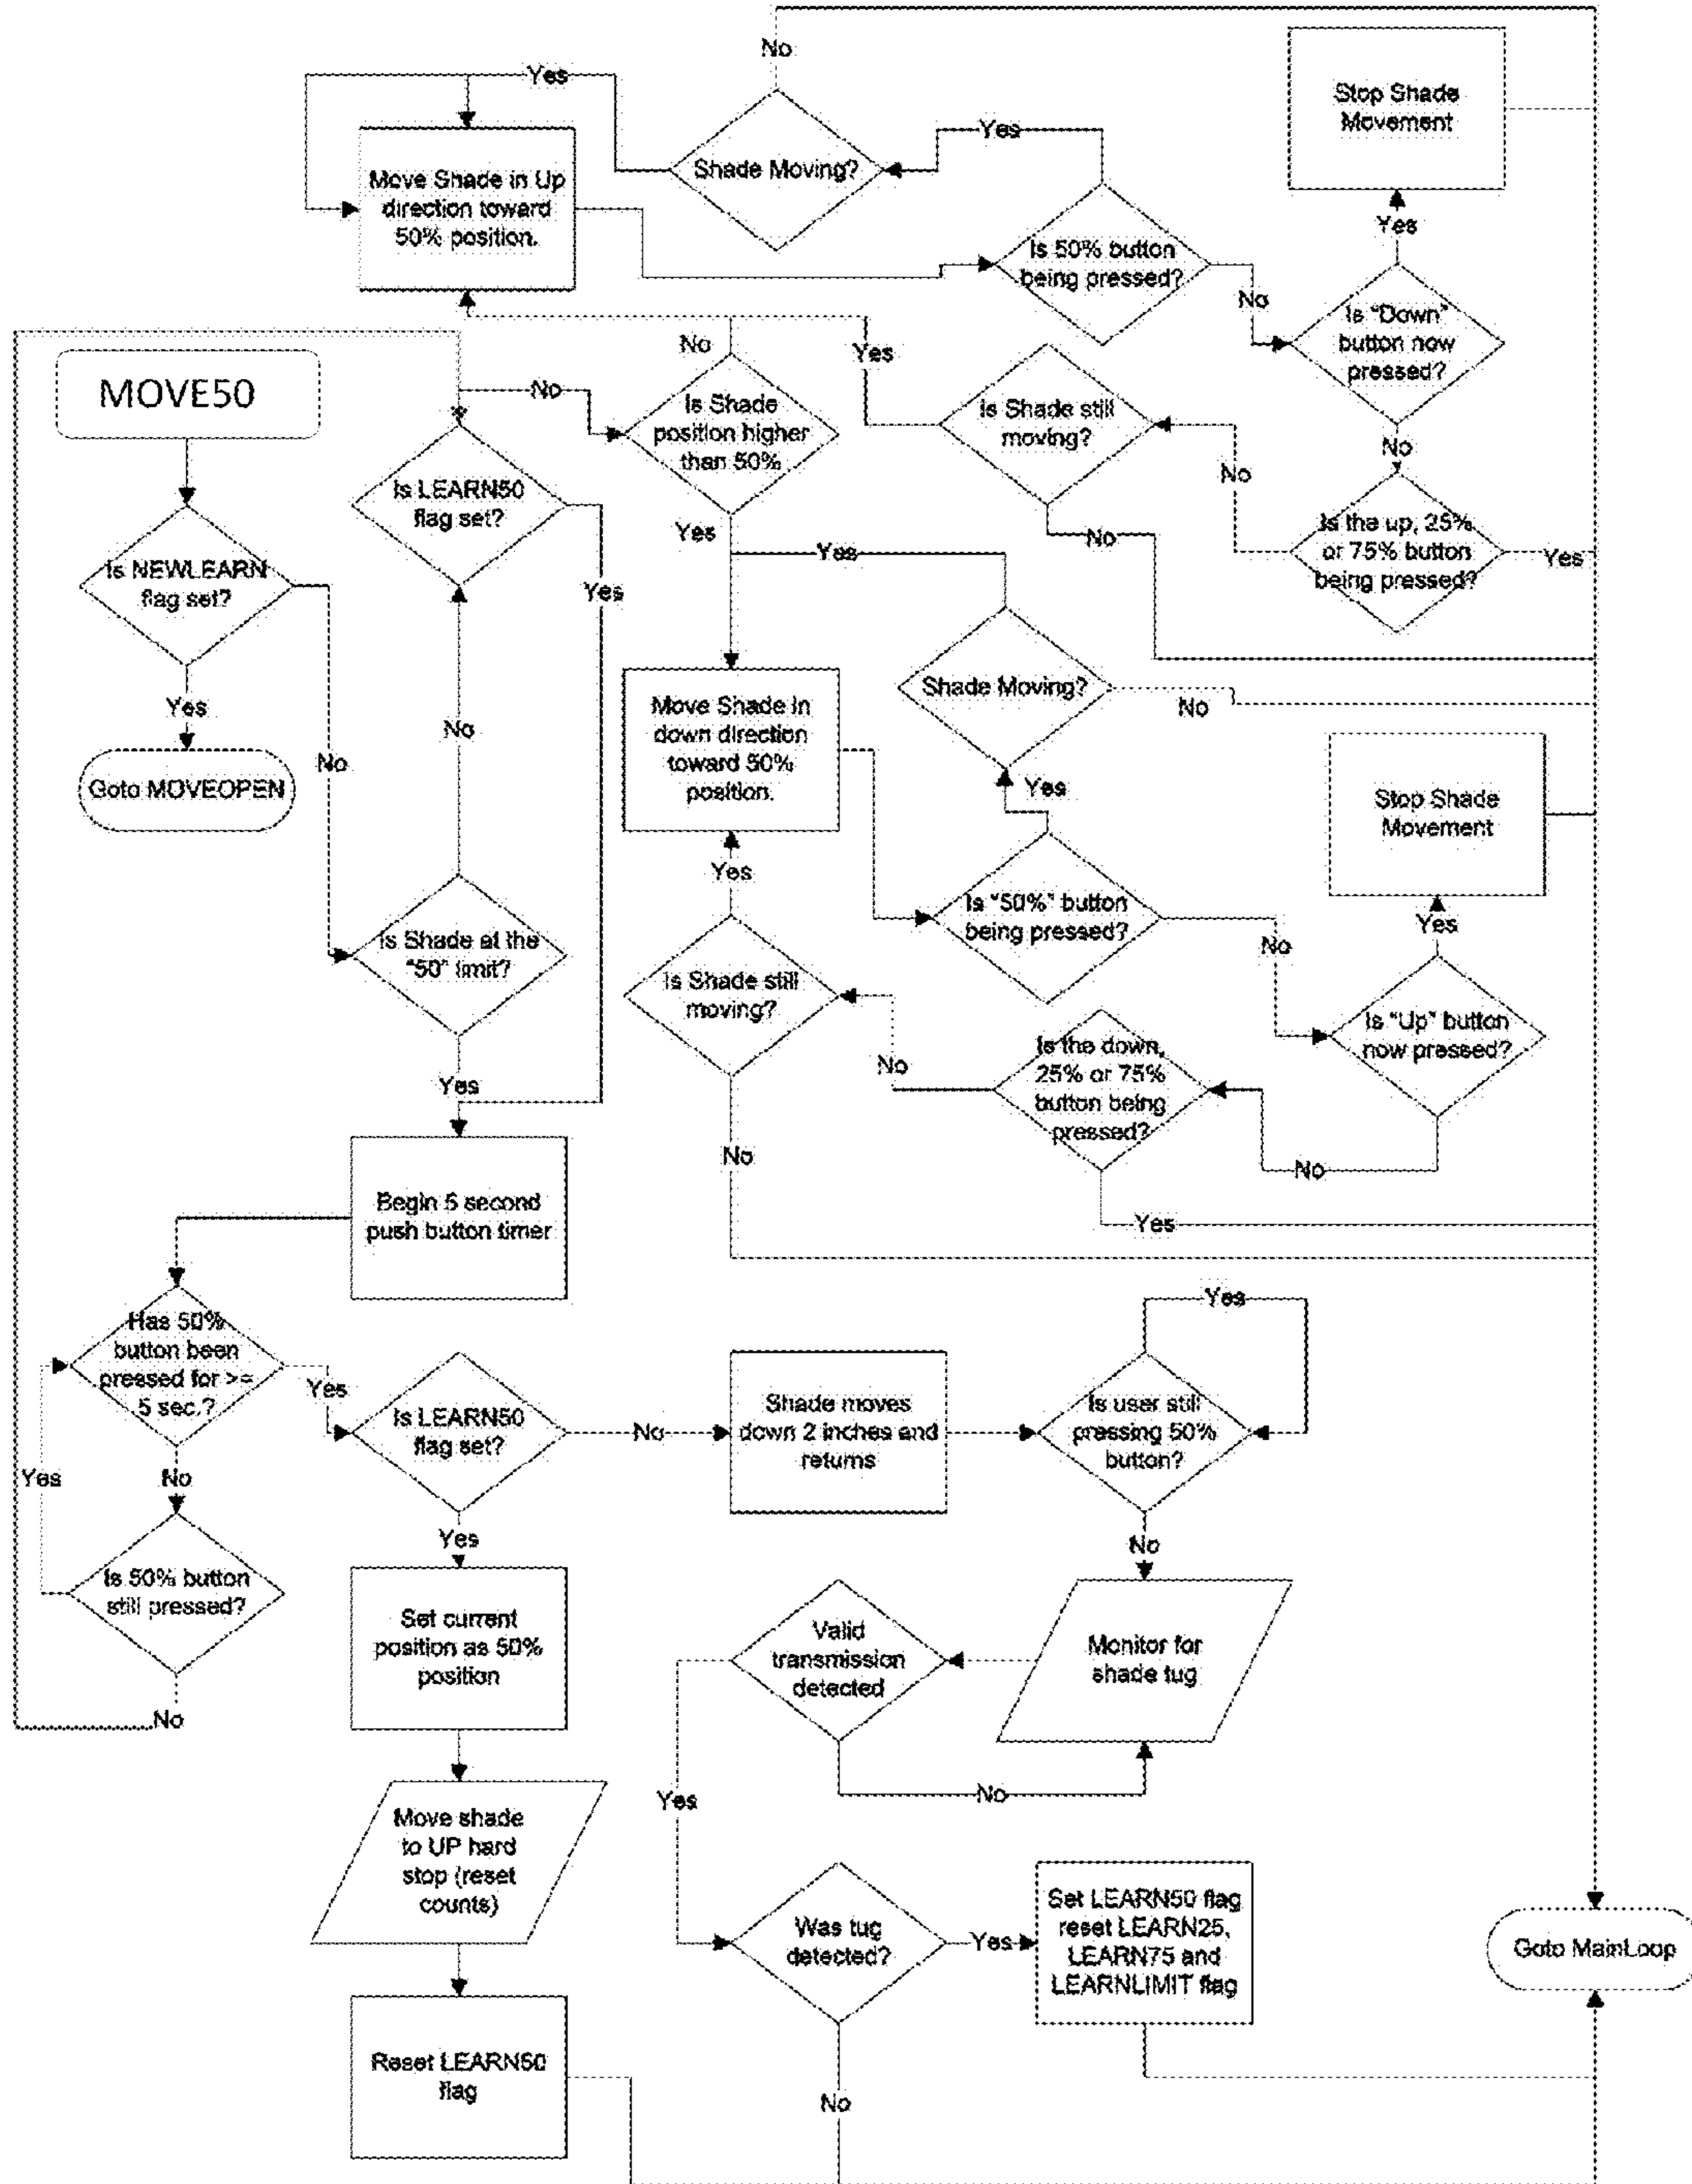 No
Yes
Stop Shade
Movement
Move Shade in Up
direction toward
50% position.
Shade Moving?
Yes
Is 50% button
being pressed?
Yes
No
Is "Down"
button now
pressed?
MOVE50
No
No
Is Shade
position higher
than 50%
Yes
Is Shade still
moving?
No
Is LEARN50
flag set?
Yes
No
No
Is the up, 25%
or 75% button
being pressed?
Yes
Is NEWLEARN
flag set?
Yes
Yes
Shade Moving?
No
Yes
No
No
Goto MOVEOPEN
Move Shade in
down direction
toward 50%
position.
Yes
Stop Shade
Movement
Yes
Is "50%" button
being pressed?
Yes
No
Is Shade at the
"50" limit?
Is Shade still
moving?
Is "Up" button
now pressed?
No
Is the down,
25% or 75%
button being
pressed?
Yes
No
No
Yes
Begin 5 second
push button timer
Has 50%
button been
pressed for >=
5 sec.?
Yes
Is LEARN50
flag set?
No
Shade moves
down 2 inches and
returns
Yes
Is user still
pressing 50%
button?
Yes
No
Yes
No
Is 50% button
still pressed?
No
Set current
position as 50%
position
Valid
transmission
detected
Monitor for
shade tug
No
Yes
Move shade
to UP hard
stop (reset
counts)
Was tug
detected?
Yes
Set LEARN50 flag
reset LEARN25,
LEARN75 and
LEARNLIMIT flag
Goto MainLoop
Reset LEARN50
flag
No